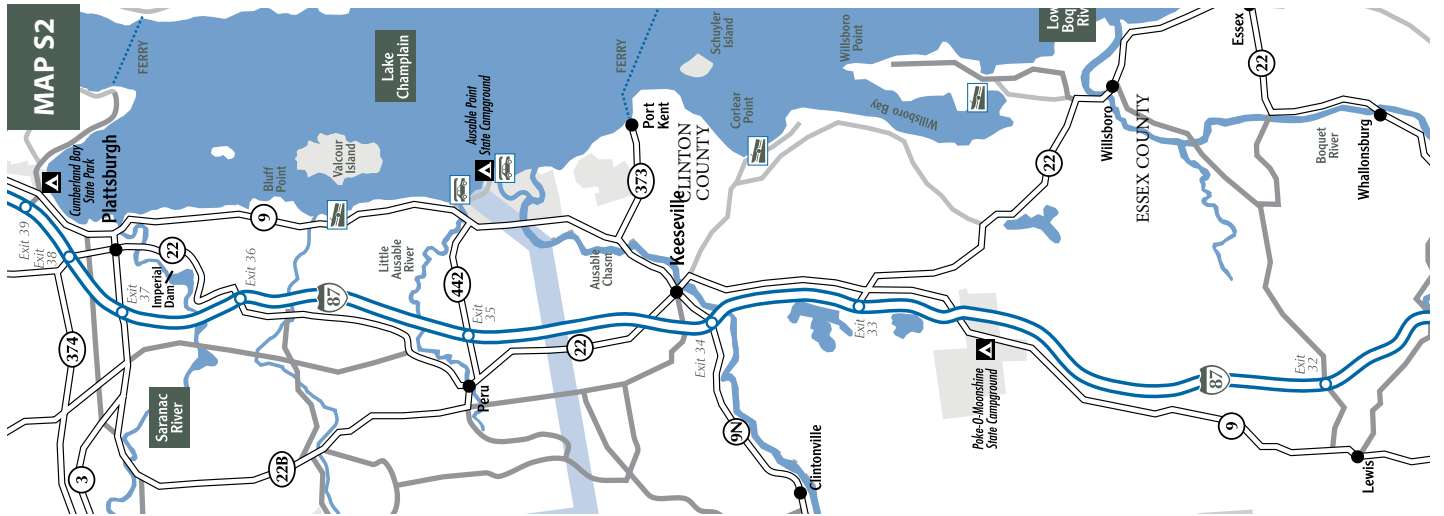 MAP S2
FERRY
Cumberland Bay
State Park
Plattsburgh
Exit 39
Exit
38
Exit
37
Imperial
Dam
22
374
3
Saranac
River
22B
Exit 36
9
Bluff
Point
Valcour
Island
87
Lake
Champlain
Little
Ausable
River
442
Exit
35
Peru
Ausable Point
State Campground
22
Ausable
Chasm
FERRY
Port
Kent
373
CLINTON
COUNTY
Keeseville
Exit 34
9N
Clintonville
Schuyler
Island
Corlear
Point
Willsboro
Point
Willsboro Bay
Exit
33
Poke-O-Moonshine
State Campground
22
Willsboro
ESSEX COUNTY
Low
Boq
River
Essex
22
Boquet
River
Whallonsburg
87
Exit
32
9
Lewis